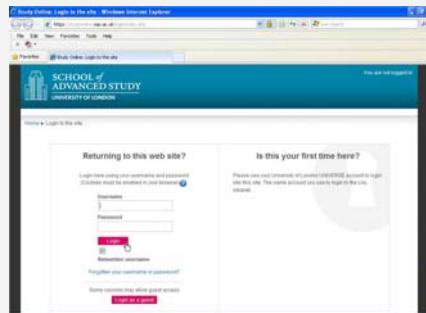 Study Online: Login to the site - Windows Internet Explorer
File Edit View Favorites Tools Help
Favorites Study Online: Login to the site
You are not logged in
SCHOOL of
ADVANCED STUDY
UNIVERSITY OF LONDON
Home ► Login to the site
Returning to this web site?
Login here using your username and password
(Cookies must be enabled in your browser)
Username
Password
Login
Remember username
Forgotten your username or password?
Some courses may allow guest access
Login as a guest
Is this your first time here?
Please use your University of London UNIVERSE account to login
into this site. The same account you use to login to the
intranet.